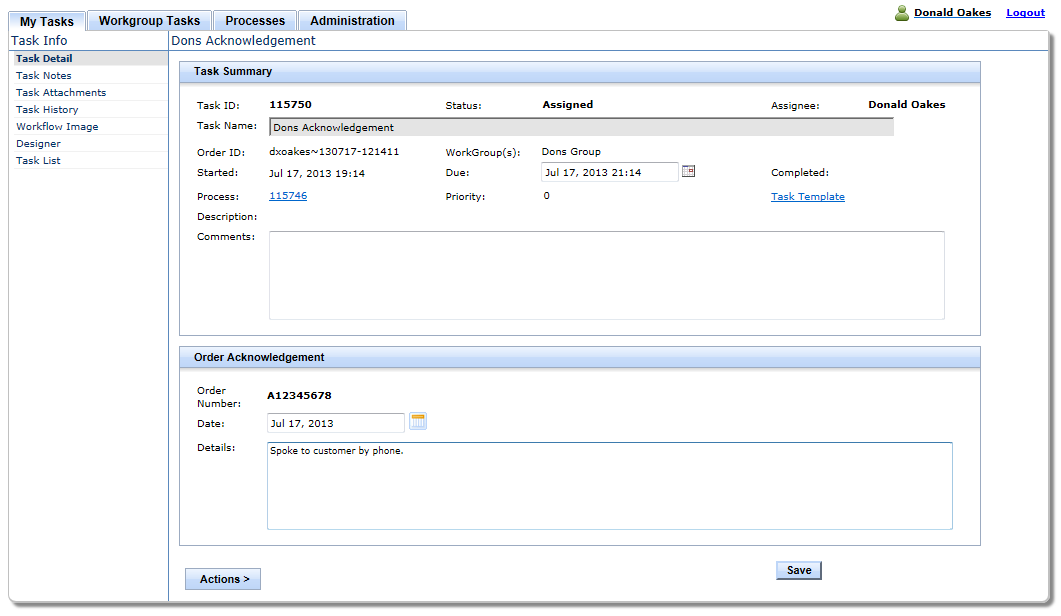 My Tasks Workgroup Tasks Processes Administration Donald Oakes Logout
Task Info
Task Detail
Task Notes
Task Attachments
Task History
Workflow Image
Designer
Task List
Dons Acknowledgement
Task Summary
Task ID: 115750 Status: Assigned Assignee: Donald Oakes
Task Name: Dons Acknowledgement
Order ID: dxoakes~130717-121411 WorkGroup(s): Dons Group
Started: Jul 17, 2013 19:14 Due: Jul 17, 2013 21:14 Completed:
Process: 115746 Priority: 0 Task Template
Description:
Comments:
Order Acknowledgement
Order
Number: A12345678
Date: Jul 17, 2013
Details: Spoke to customer by phone.
Actions > Save